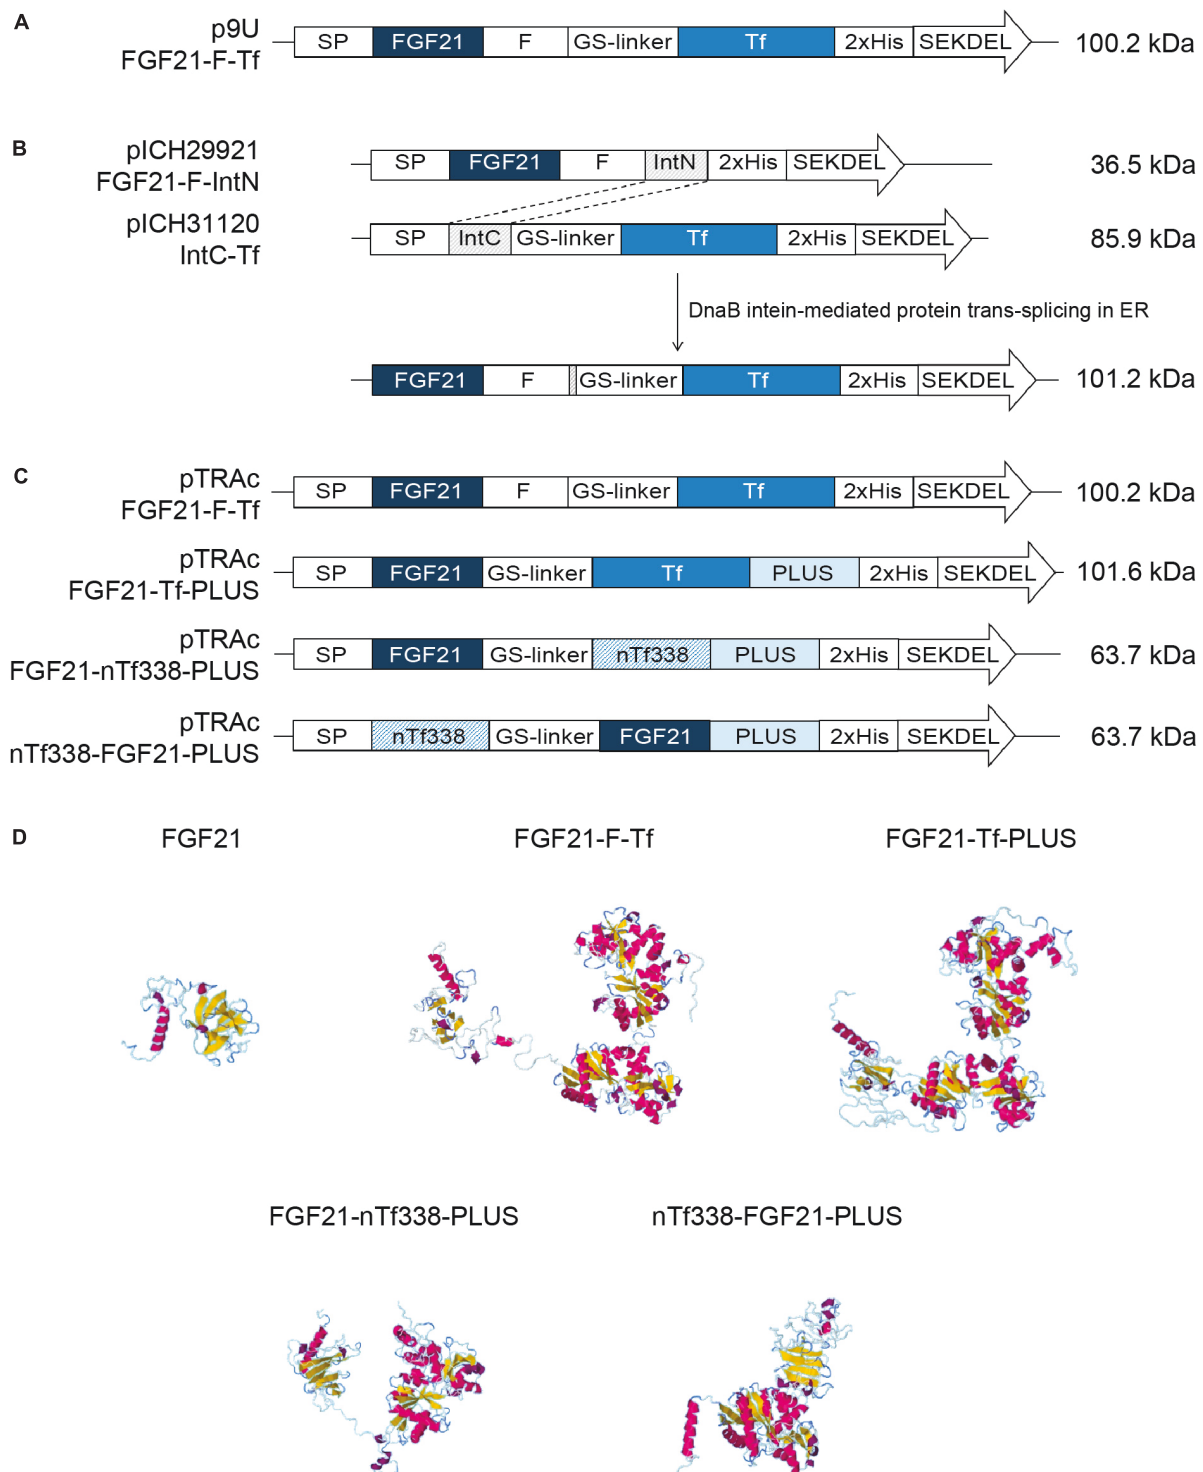 A
p9U
FGF21-F-Tf
SP FGF21 F GS-linker Tf 2xHis SEKDEL
100.2 kDa
B
pICH29921
FGF21-F-IntN
SP FGF21 F IntN 2xHis SEKDEL
36.5 kDa
pICH31120
IntC-Tf
SP IntC GS-linker Tf 2xHis SEKDEL
85.9 kDa
DnaB intein-mediated protein trans-splicing in ER
FGF21 F GS-linker Tf 2xHis SEKDEL
101.2 kDa
C
pTRAc
FGF21-F-Tf
SP FGF21 F GS-linker Tf 2xHis SEKDEL
100.2 kDa
pTRAc
FGF21-Tf-PLUS
SP FGF21 GS-linker Tf PLUS 2xHis SEKDEL
101.6 kDa
pTRAc
FGF21-nTf338-PLUS
SP FGF21 GS-linker nTf338 PLUS 2xHis SEKDEL
63.7 kDa
pTRAc
nTf338-FGF21-PLUS
SP nTf338 GS-linker FGF21 PLUS 2xHis SEKDEL
63.7 kDa
D
FGF21 FGF21-F-Tf FGF21-Tf-PLUS
FGF21-nTf338-PLUS nTf338-FGF21-PLUS